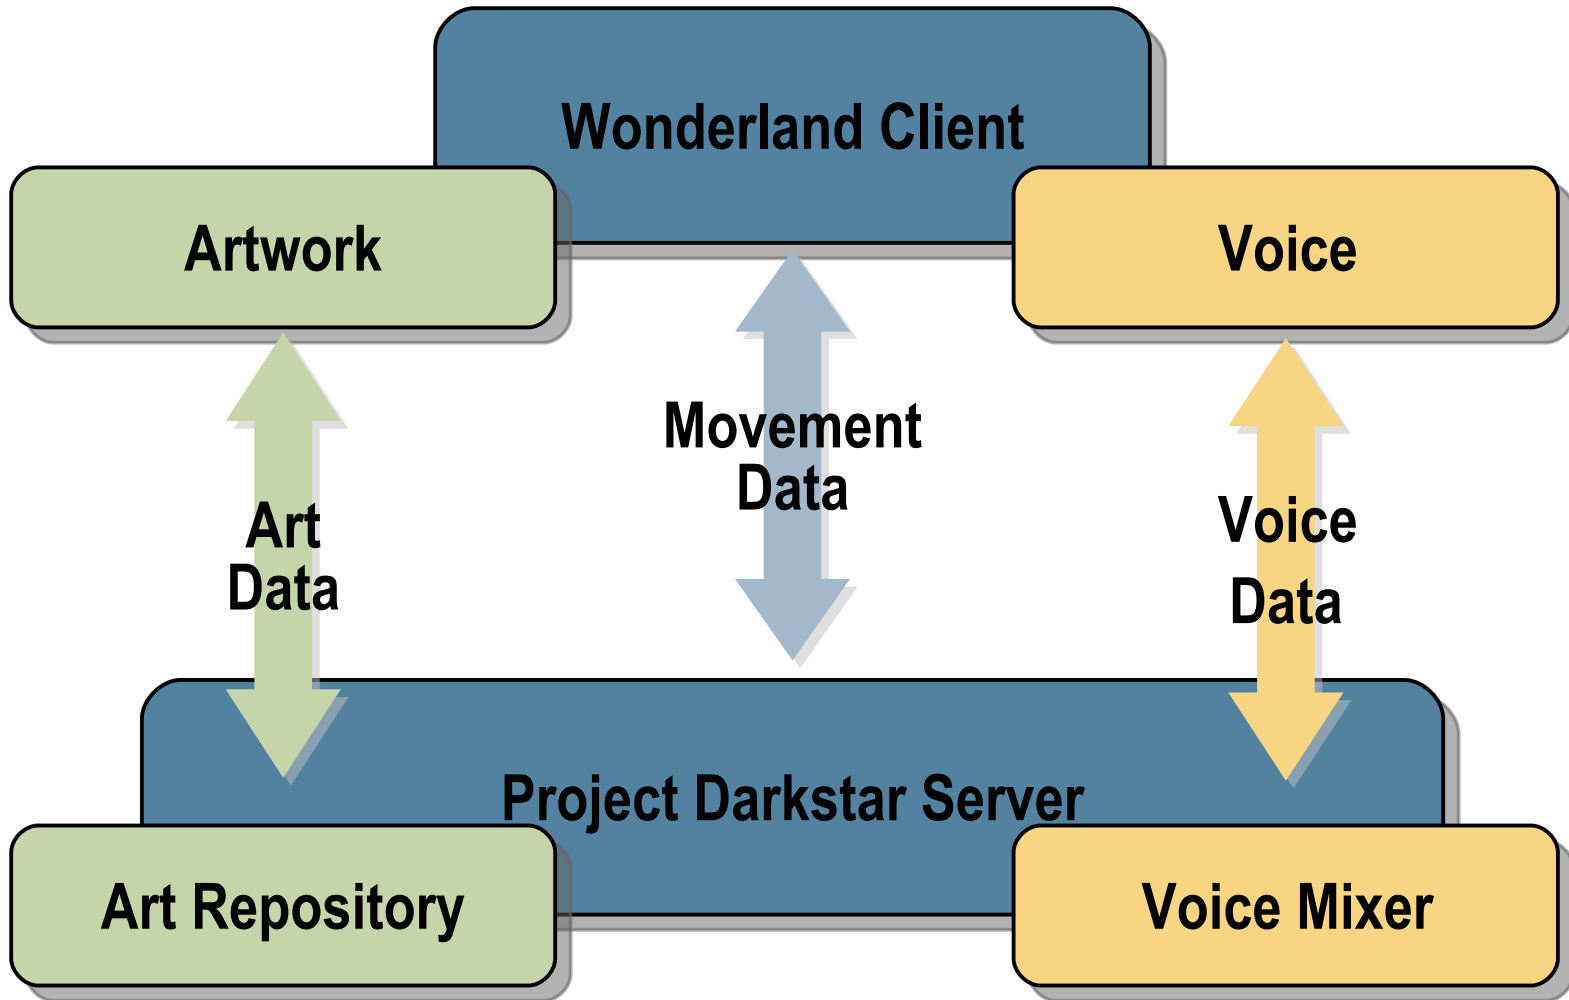 Wonderland Client
Artwork
Voice
Movement
Data
Art
Data
Voice
Data
Project Darkstar Server
Art Repository
Voice Mixer